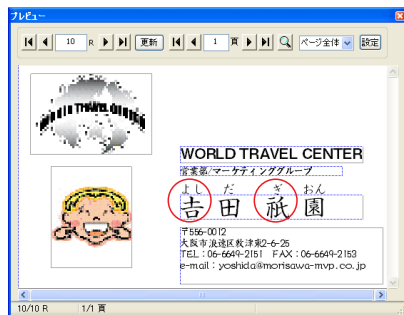 プレビュー
10 R 更新 1 頁 ページ全体 設定
WORLD TRAVEL CENTER
WORLD TRAVEL CENTER
営業部/マーケティンググループ
よし だ ぎ おん
𠮷田祇園
〒556-0012
大阪市浪速区敷津東2-6-25
TEL:06-6649-2151 FAX:06-6649-2153
e-mail:yoshida@morisawa-mvp.co.jp
10/10 R 1/1 頁